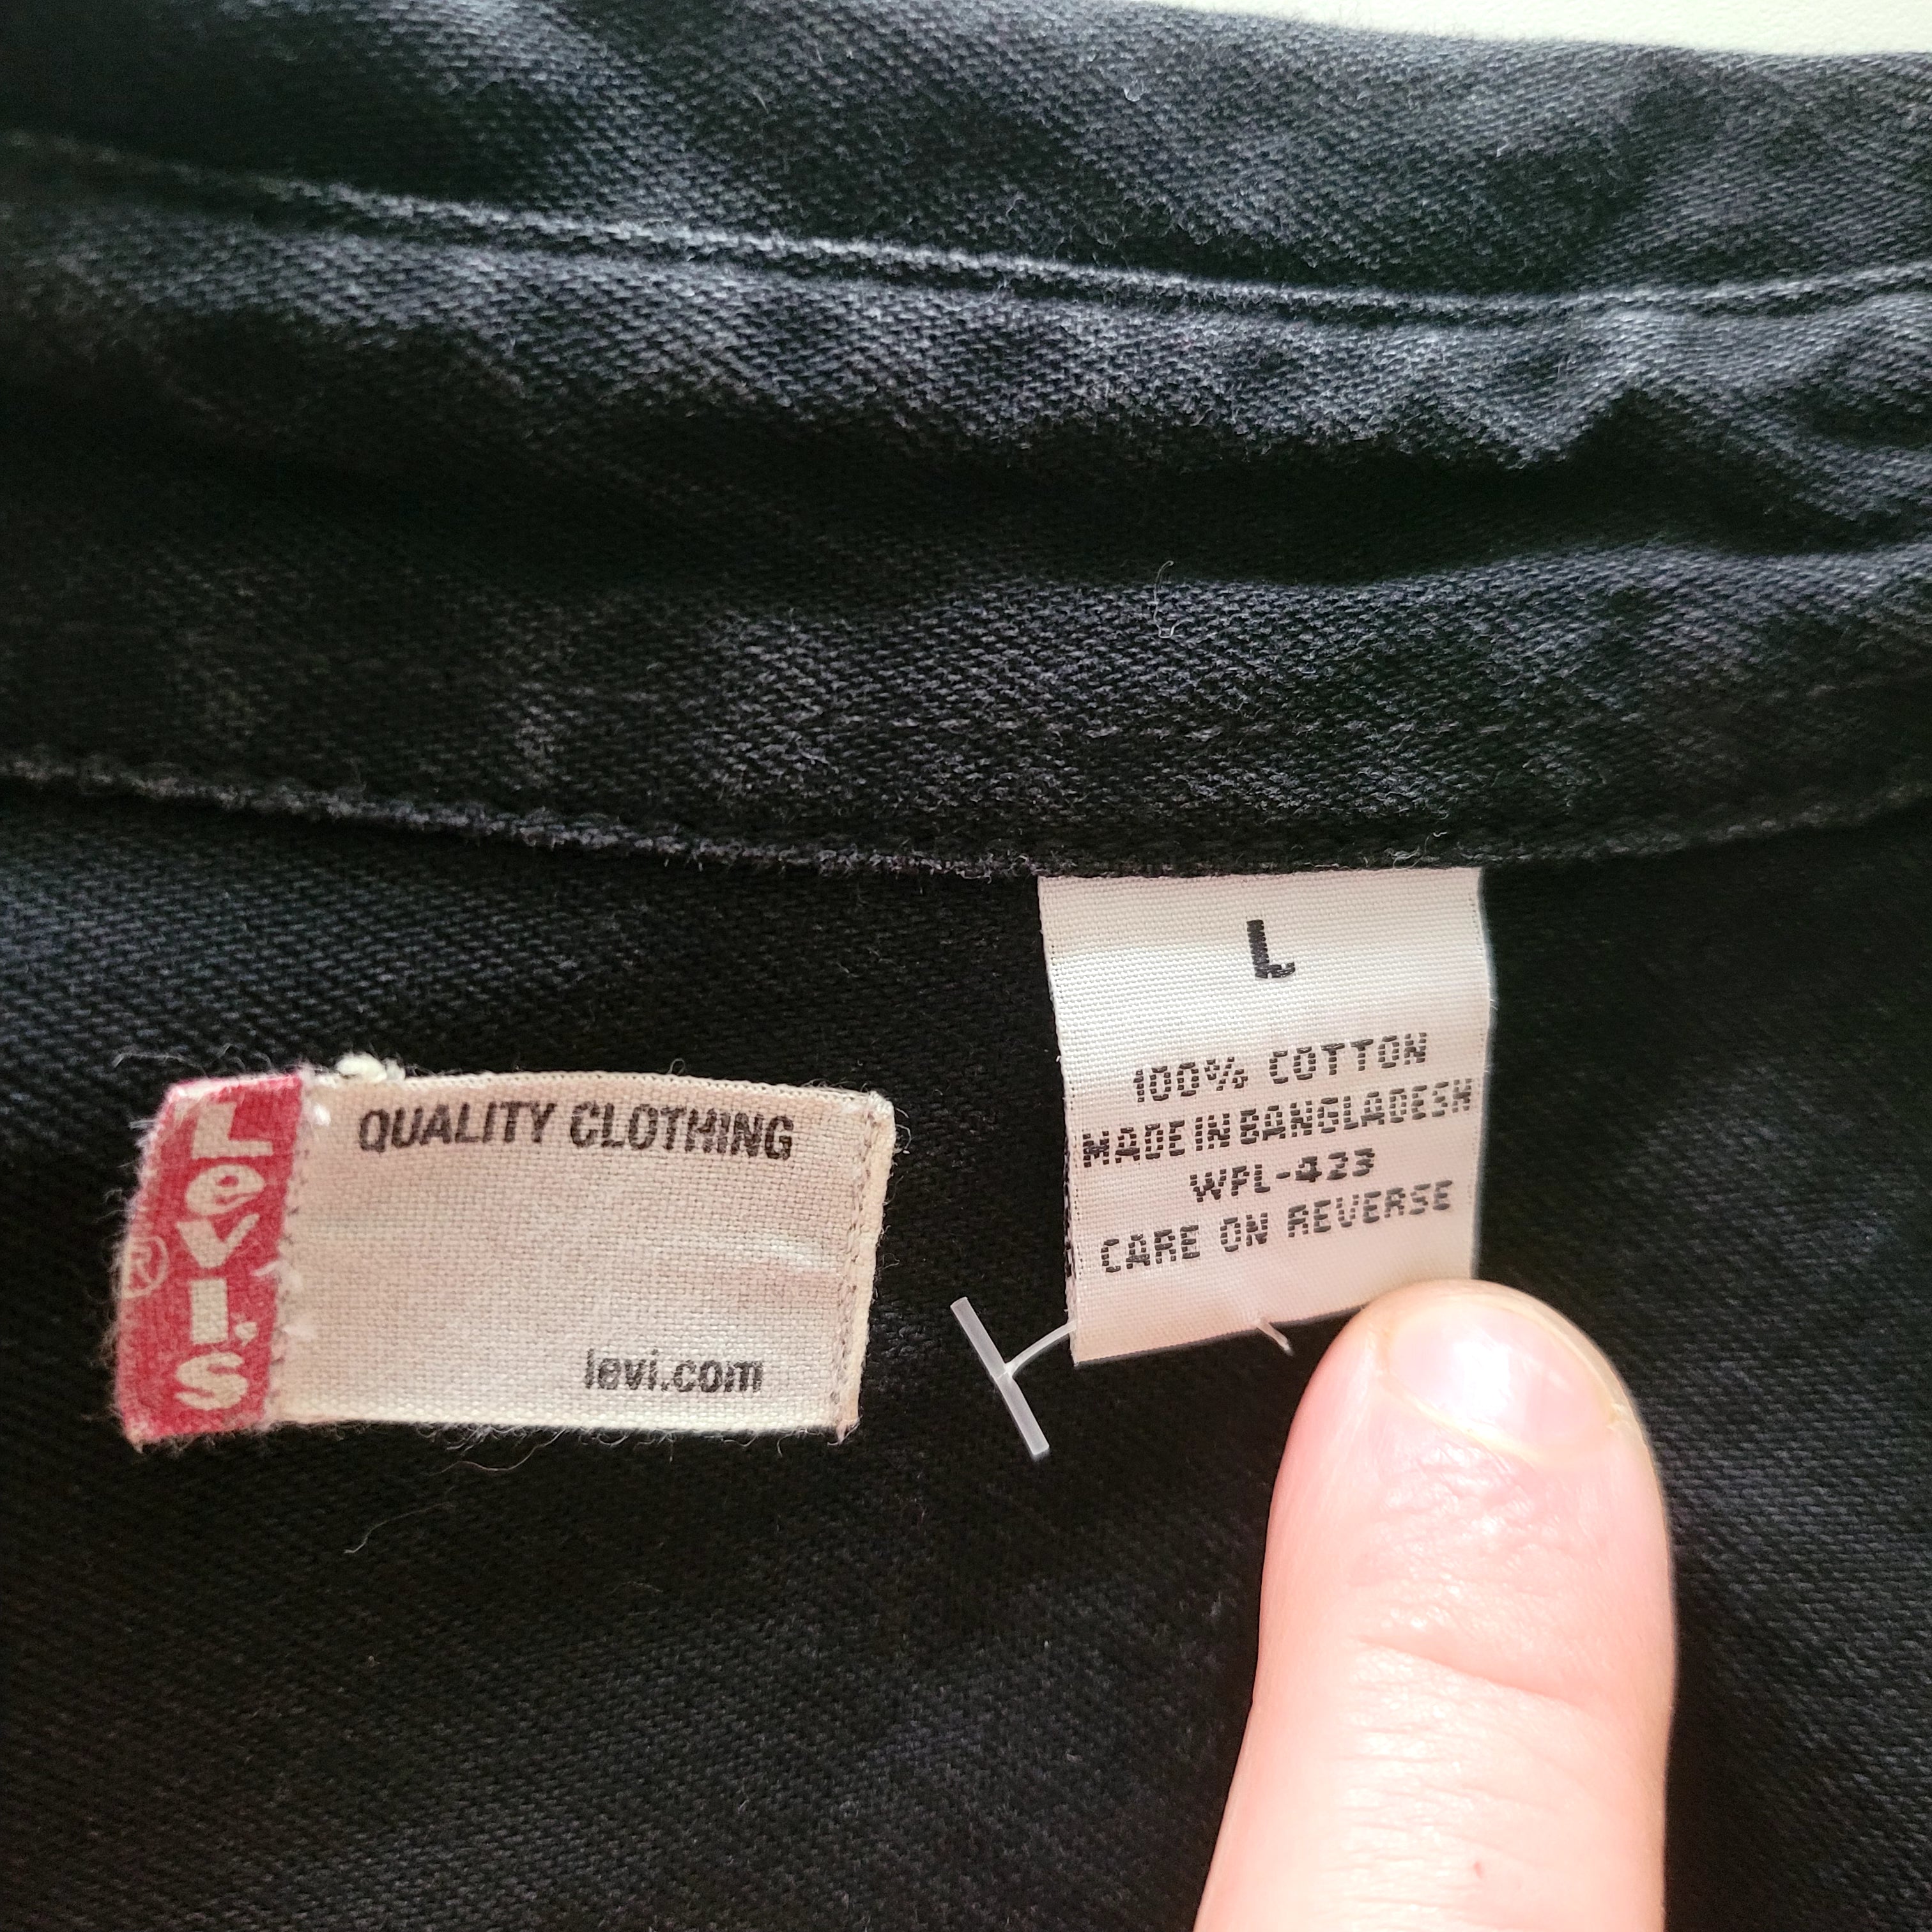 Levi's
®
QUALITY CLOTHING
levi.com
L
100% COTTON
MADE IN BANGLADESH
WPL-423
CARE ON REVERSE